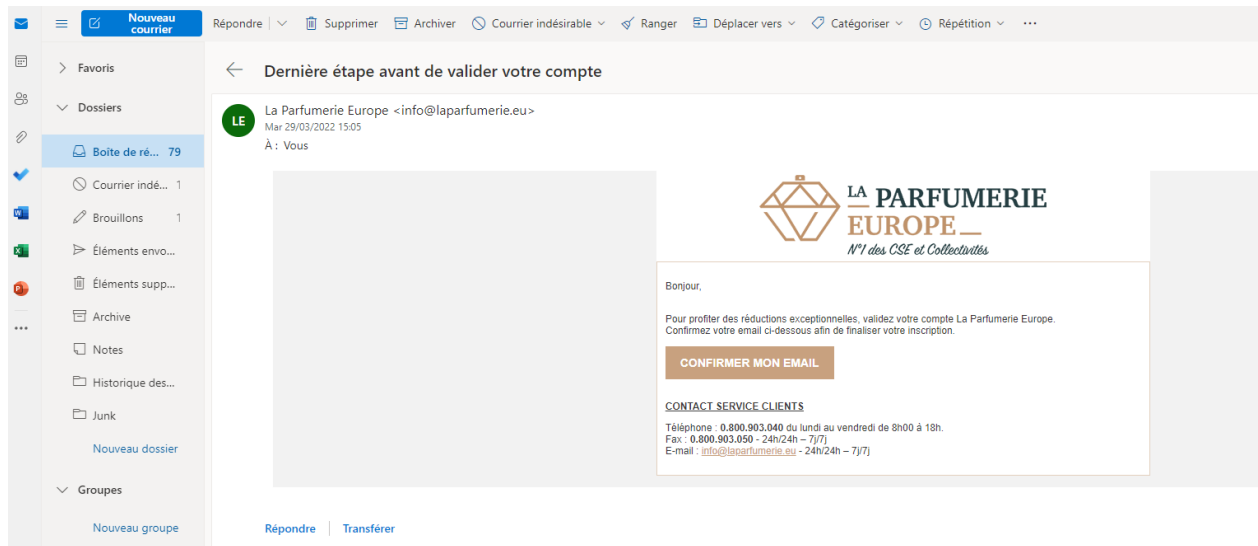 Nouveau courrier
Répondre
Supprimer
Archiver
Courrier indésirable
Ranger
Déplacer vers
Catégoriser
Répétition
Favoris
Dossiers
Boîte de ré... 79
Courrier indé... 1
Brouillons 1
Éléments envo...
Éléments supp...
Archive
Notes
Historique des...
Junk
Nouveau dossier
Groupes
Nouveau groupe
Dernière étape avant de valider votre compte
LE
La Parfumerie Europe <info@laparfumerie.eu>
Mar 29/03/2022 15:05
À : Vous
LA PARFUMERIE
EUROPE
N°1 des CSE et Collectivités
Bonjour,
Pour profiter des réductions exceptionnelles, validez votre compte La Parfumerie Europe.
Confirmez votre email ci-dessous afin de finaliser votre inscription.
CONFIRMER MON EMAIL
CONTACT SERVICE CLIENTS
Téléphone : 0.800.903.040 du lundi au vendredi de 8h00 à 18h.
Fax : 0.800.903.050 - 24h/24h – 7j/7j
E-mail : info@laparfumerie.eu - 24h/24h – 7j/7j
Répondre
Transférer